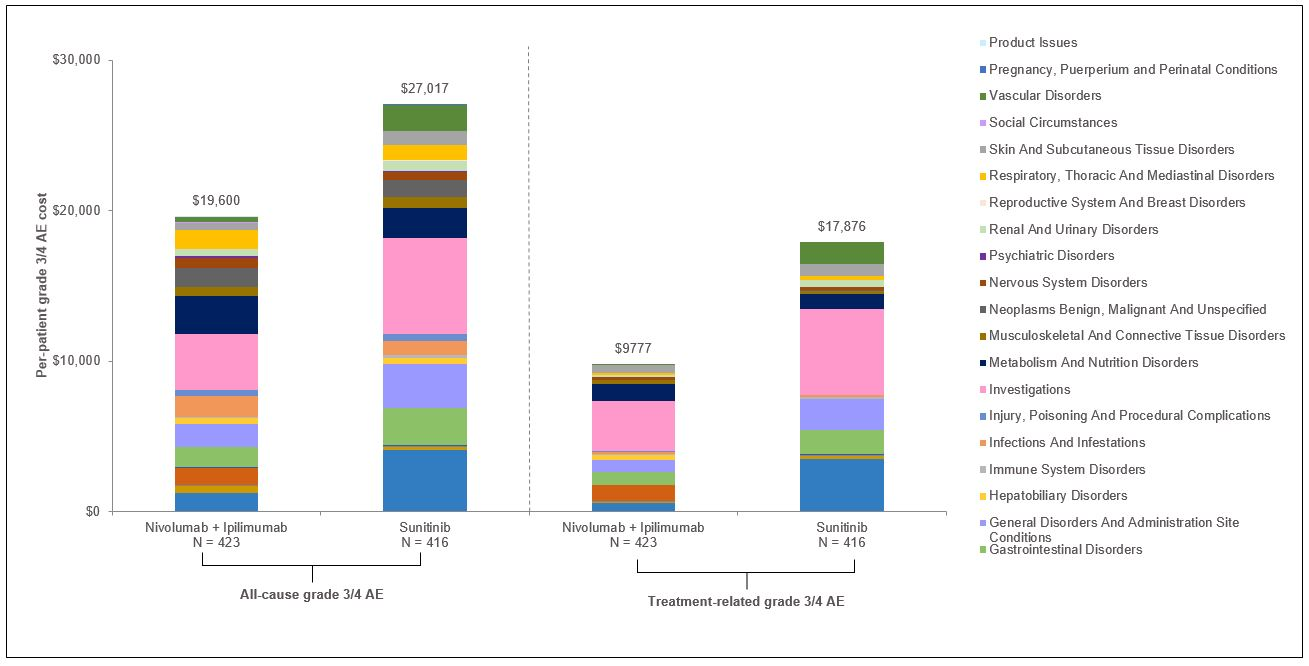 $30,000
$20,000
$10,000
$0
Per-patient grade 3/4 AE cost
$19,600
$27,017
$9777
$17,876
Nivolumab + Ipilimumab
N = 423
Sunitinib
N = 416
Nivolumab + Ipilimumab
N = 423
Sunitinib
N = 416
All-cause grade 3/4 AE
Treatment-related grade 3/4 AE
Product Issues
Pregnancy, Puerperium and Perinatal Conditions
Vascular Disorders
Social Circumstances
Skin And Subcutaneous Tissue Disorders
Respiratory, Thoracic And Mediastinal Disorders
Reproductive System And Breast Disorders
Renal And Urinary Disorders
Psychiatric Disorders
Nervous System Disorders
Neoplasms Benign, Malignant And Unspecified
Musculoskeletal And Connective Tissue Disorders
Metabolism And Nutrition Disorders
Investigations
Injury, Poisoning And Procedural Complications
Infections And Infestations
Immune System Disorders
Hepatobiliary Disorders
General Disorders And Administration Site
Conditions
Gastrointestinal Disorders